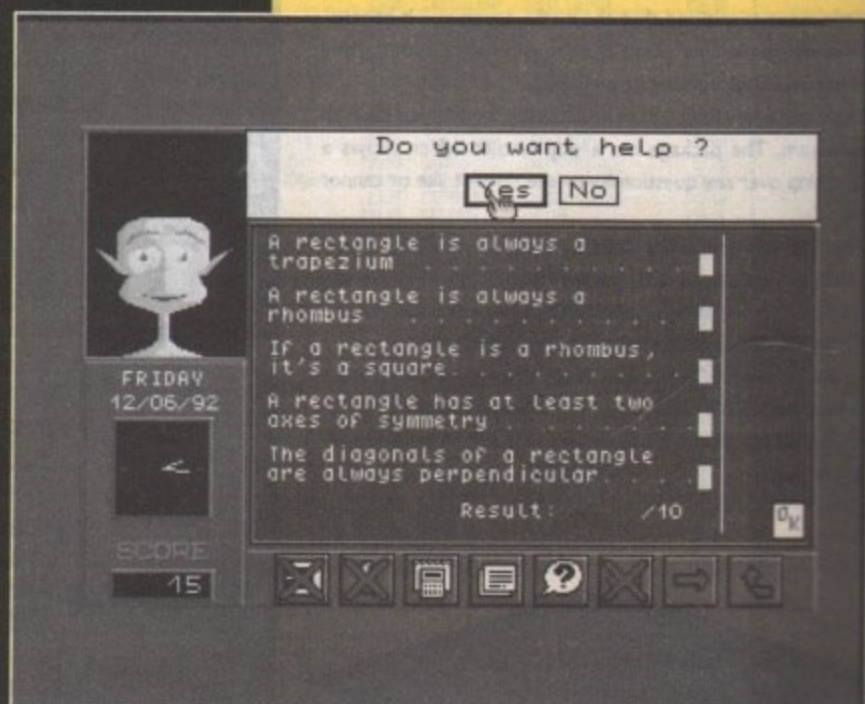 Do you want help ?
Yes No
A rectangle is always a
trapezium . . . . . . . . . . .
A rectangle is always a
rhombus . . . . . . . . . . . .
If a rectangle is a rhombus,
it's a square. . . . . . . . . .
A rectangle has at least two
axes of symmetry . . . . . . .
The diagonals of a rectangle
are always perpendicular. . . .
Result: /10
OK
FRIDAY
12/06/92
SCORE
15